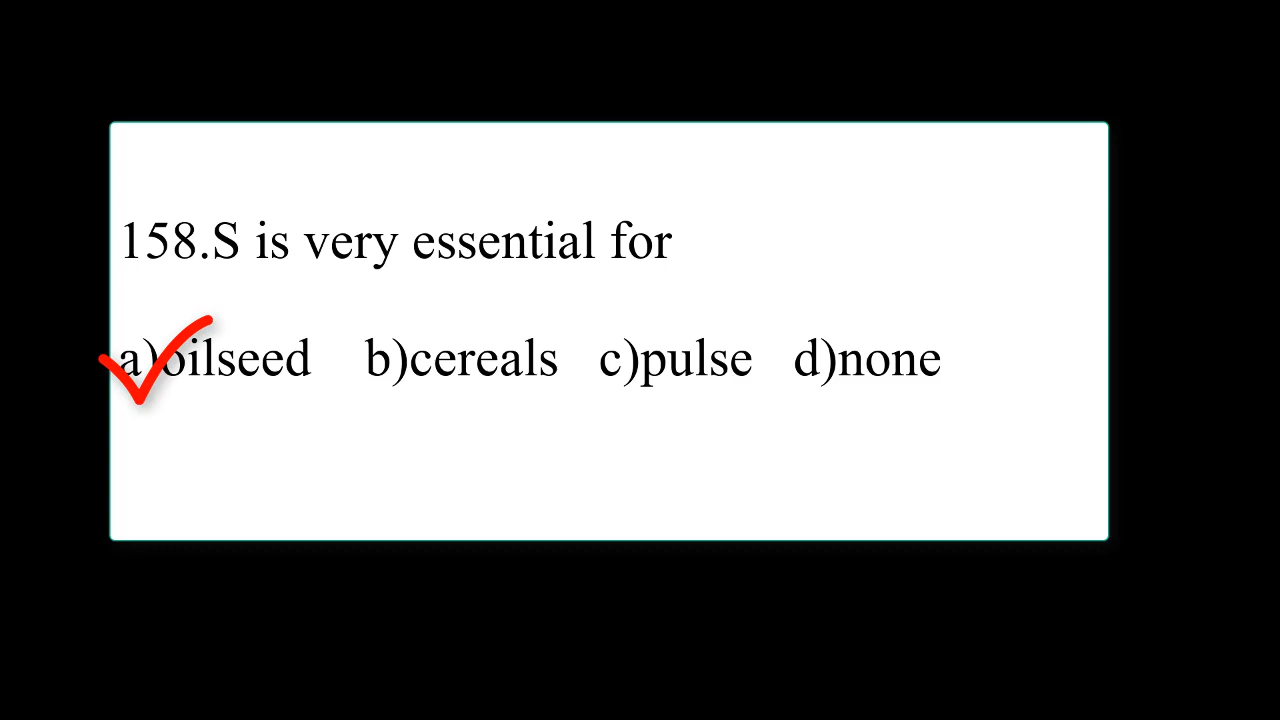 158.S is very essential for
a)oilseed b)cereals c)pulse d)none